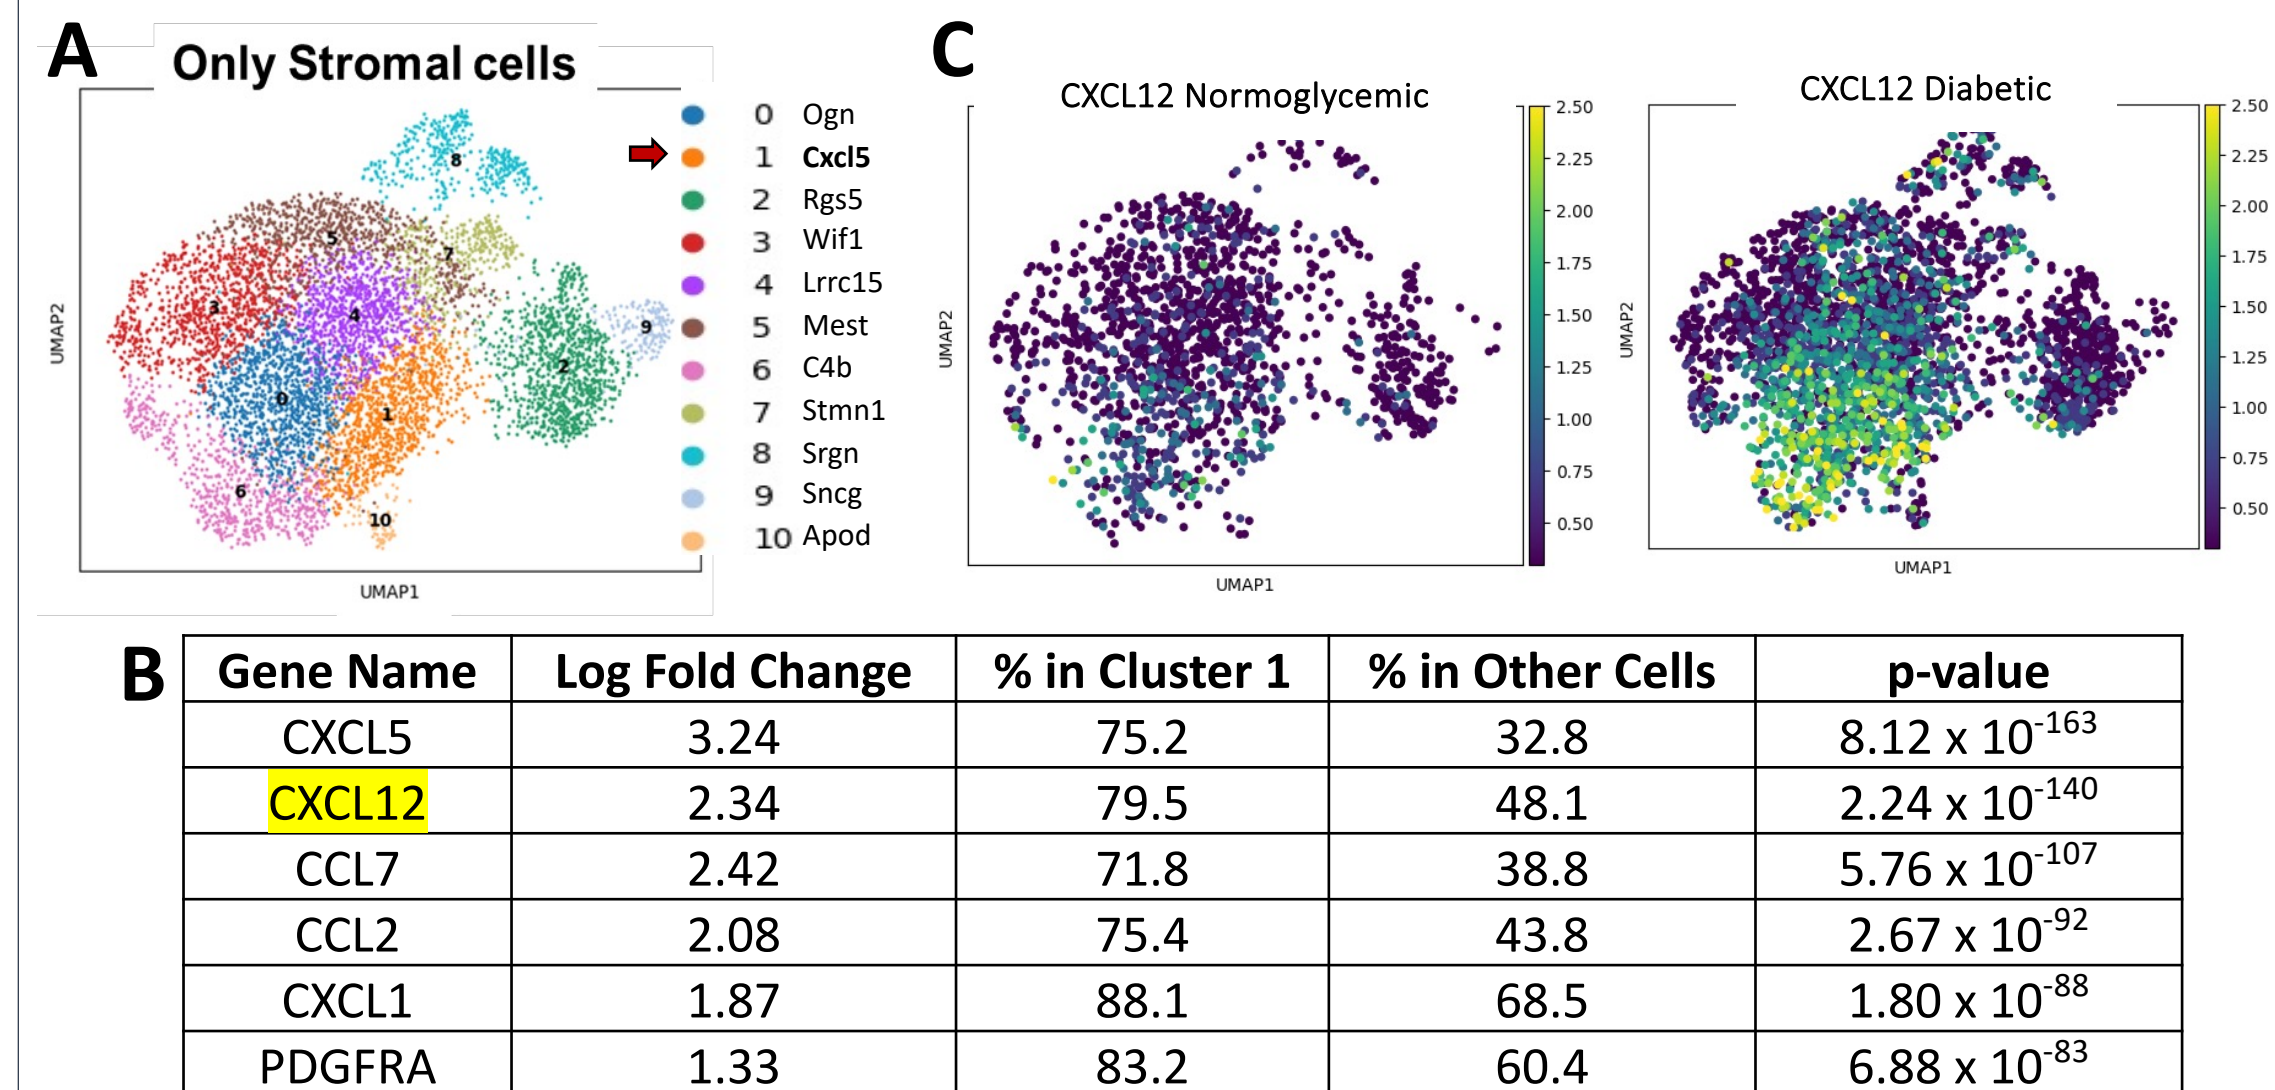 A
Only Stromal cells
0 Ogn
1 Cxcl5
2 Rgs5
3 Wif1
4 Lrrc15
5 Mest
6 C4b
7 Stmn1
8 Srgn
9 Sncg
10 Apod
8
5
7
3
4
9
2
0
1
6
10
UMAP2
UMAP1
C
CXCL12 Normoglycemic
2.50
2.25
2.00
1.75
1.50
1.25
1.00
0.75
0.50
UMAP2
UMAP1
CXCL12 Diabetic
2.50
2.25
2.00
1.75
1.50
1.25
1.00
0.75
0.50
UMAP2
UMAP1
B
Gene Name Log Fold Change % in Cluster 1 % in Other Cells p-value
CXCL5 3.24 75.2 32.8 8.12 x 10⁻¹⁶³
CXCL12 2.34 79.5 48.1 2.24 x 10⁻¹⁴⁰
CCL7 2.42 71.8 38.8 5.76 x 10⁻¹⁰⁷
CCL2 2.08 75.4 43.8 2.67 x 10⁻⁹²
CXCL1 1.87 88.1 68.5 1.80 x 10⁻⁸⁸
PDGFRA 1.33 83.2 60.4 6.88 x 10⁻⁸³